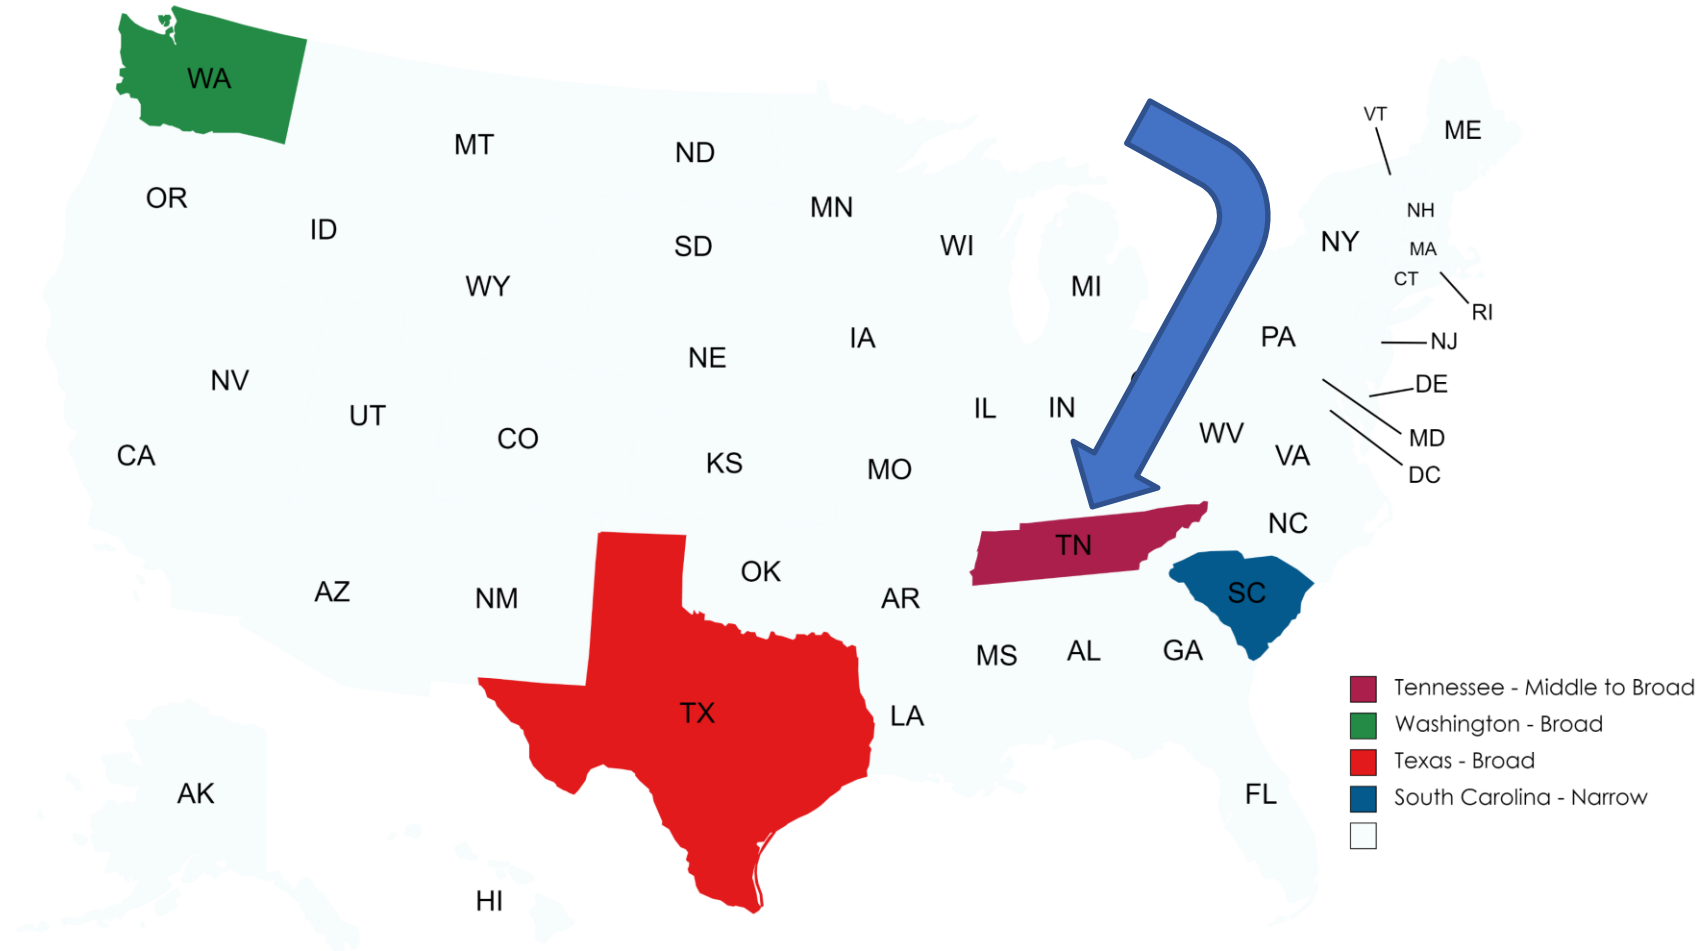 WA
MT
ND
VT
ME
OR
ID
MN
NH
SD
WI
NY
MA
CT
WY
MI
RI
IA
PA
NJ
NE
NV
DE
UT
IL
IN
CO
WV
MD
CA
KS
MO
VA
DC
NC
TN
OK
AZ
NM
AR
SC
MS
AL
GA
TX
LA
AK
FL
HI
Tennessee - Middle to Broad
Washington - Broad
Texas - Broad
South Carolina - Narrow